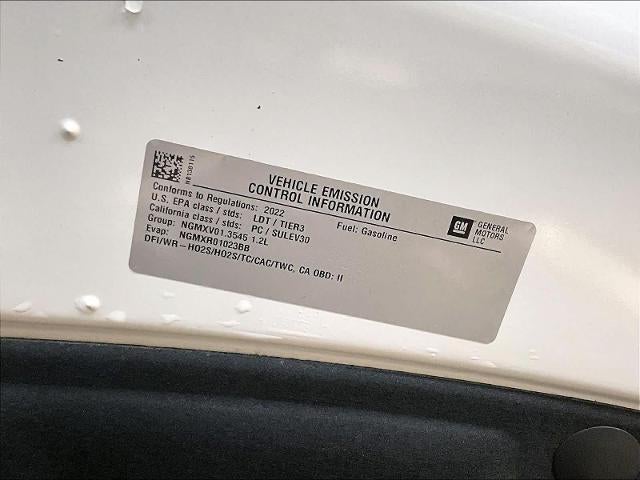 VEHICLE EMISSION
CONTROL INFORMATION
Conforms to Regulations: 2022
U.S. EPA class / stds: LDT / TIER3
Fuel: Gasoline
California class / stds: PC / SULEV30
Group: NGMXV01.3545 1.2L
Evap: NGMXR01023BB
DFI/WR-HO2S/HO2S/TC/CAC/TWC, CA OBD: II
GM
GENERAL
MOTORS
LLC